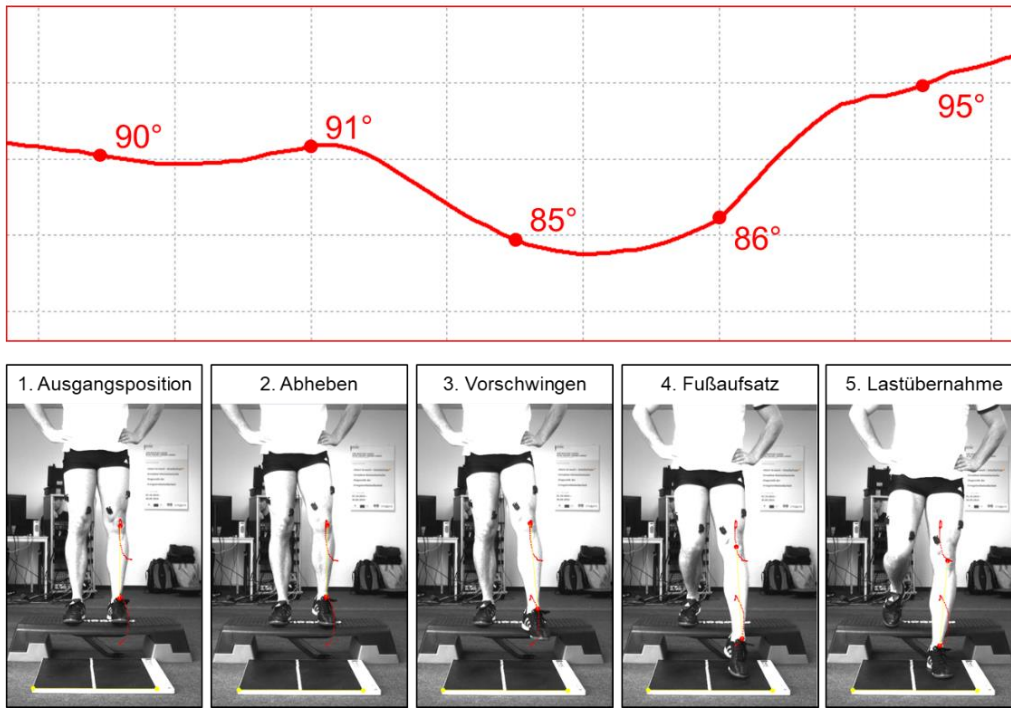 90°
91°
85°
86°
95°
1. Ausgangsposition
2. Abheben
3. Vorschwingen
4. Fußaufsatz
5. Lastübernahme